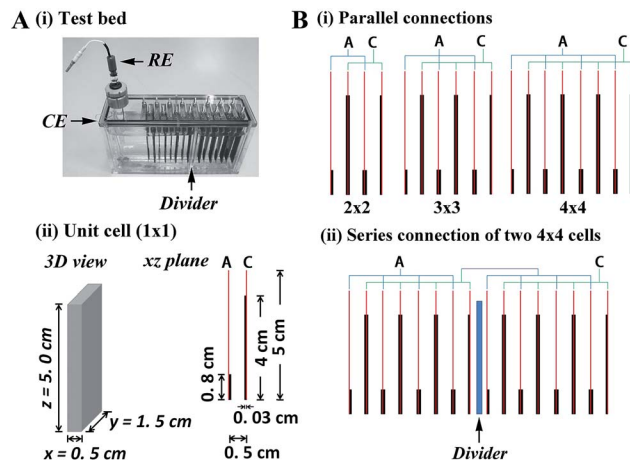 A (i) Test bed
RE
CE
Divider
(ii) Unit cell (1x1)
3D view
xz plane
A C
z = 5.0 cm
y = 1.5 cm
x = 0.5 cm
0.8 cm
4 cm
5 cm
0.03 cm
0.5 cm
B (i) Parallel connections
A C A C A C
2x2 3x3 4x4
(ii) Series connection of two 4x4 cells
A C
Divider